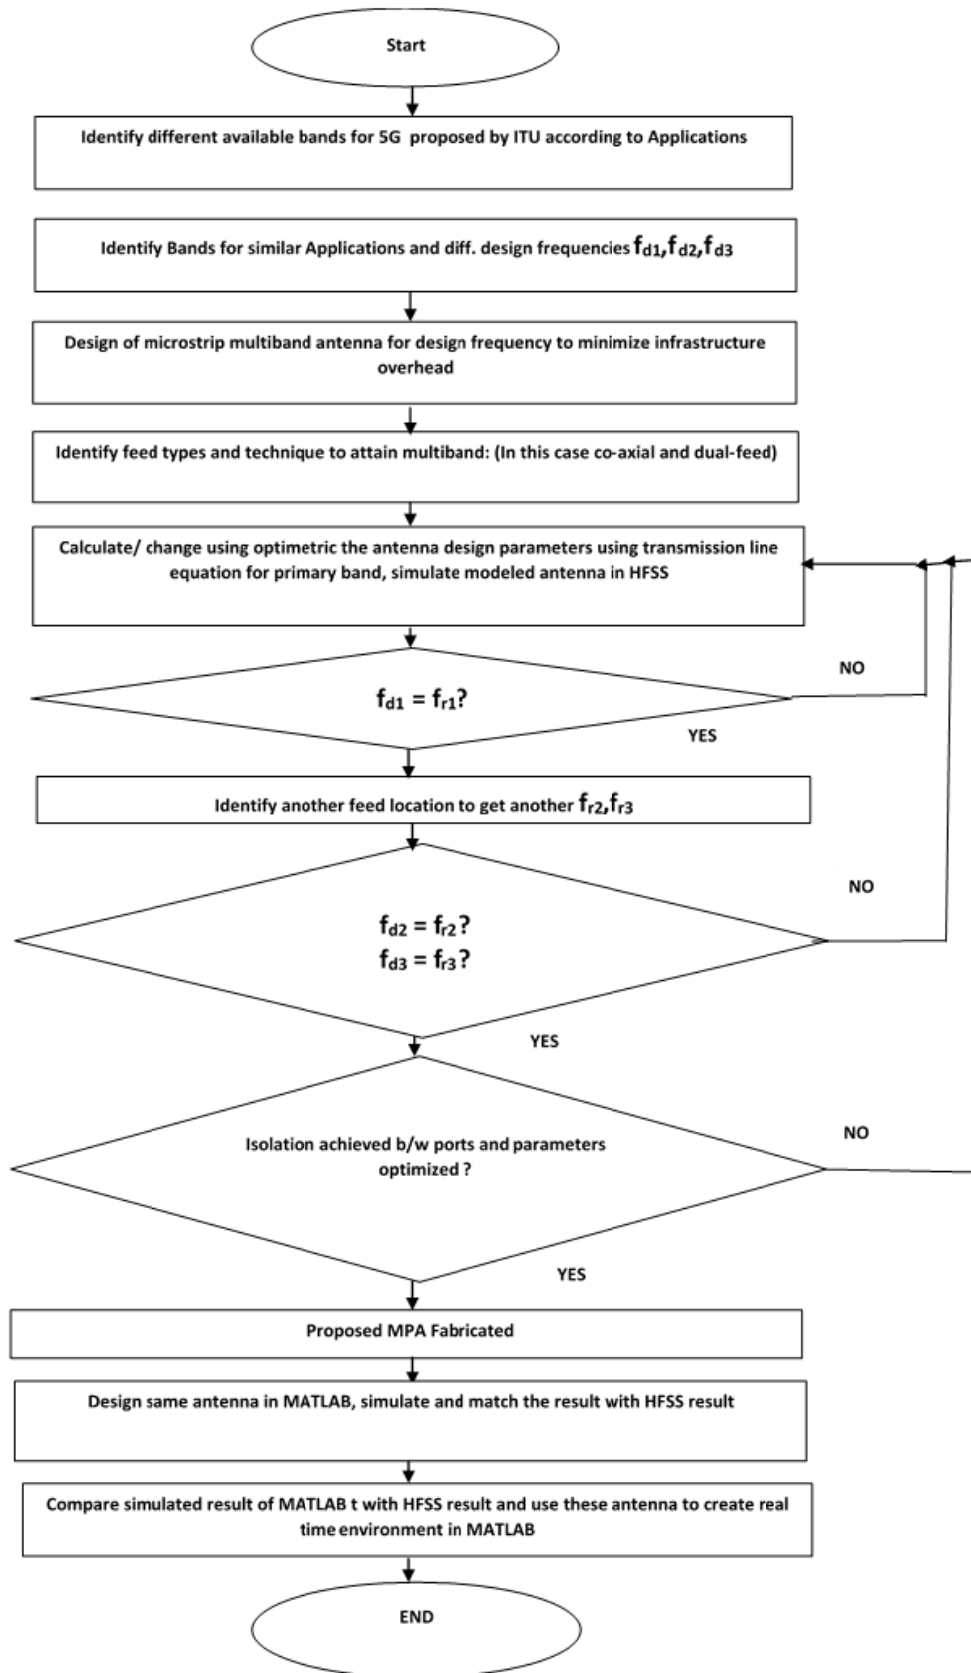 Start
Identify different available bands for 5G proposed by ITU according to Applications
Identify Bands for similar Applications and diff. design frequencies fd1,fd2,fd3
Design of microstrip multiband antenna for design frequency to minimize infrastructure
overhead
Identify feed types and technique to attain multiband: (In this case co-axial and dual-feed)
Calculate/ change using optimetric the antenna design parameters using transmission line
equation for primary band, simulate modeled antenna in HFSS
NO
fd1 = fr1?
YES
Identify another feed location to get another fr2,fr3
NO
fd2 = fr2?
fd3 = fr3?
YES
NO
Isolation achieved b/w ports and parameters
optimized ?
YES
Proposed MPA Fabricated
Design same antenna in MATLAB, simulate and match the result with HFSS result
Compare simulated result of MATLAB t with HFSS result and use these antenna to create real
time environment in MATLAB
END